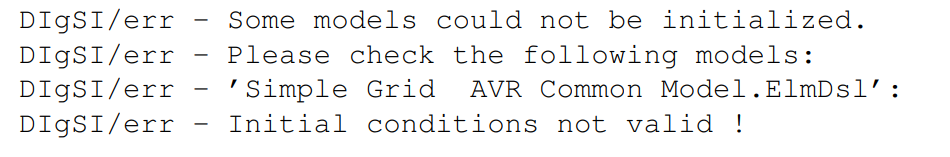 DIgSI/err - Some models could not be initialized.
DIgSI/err - Please check the following models:
DIgSI/err - ’Simple Grid  AVR Common Model.ElmDsl’:
DIgSI/err - Initial conditions not valid !